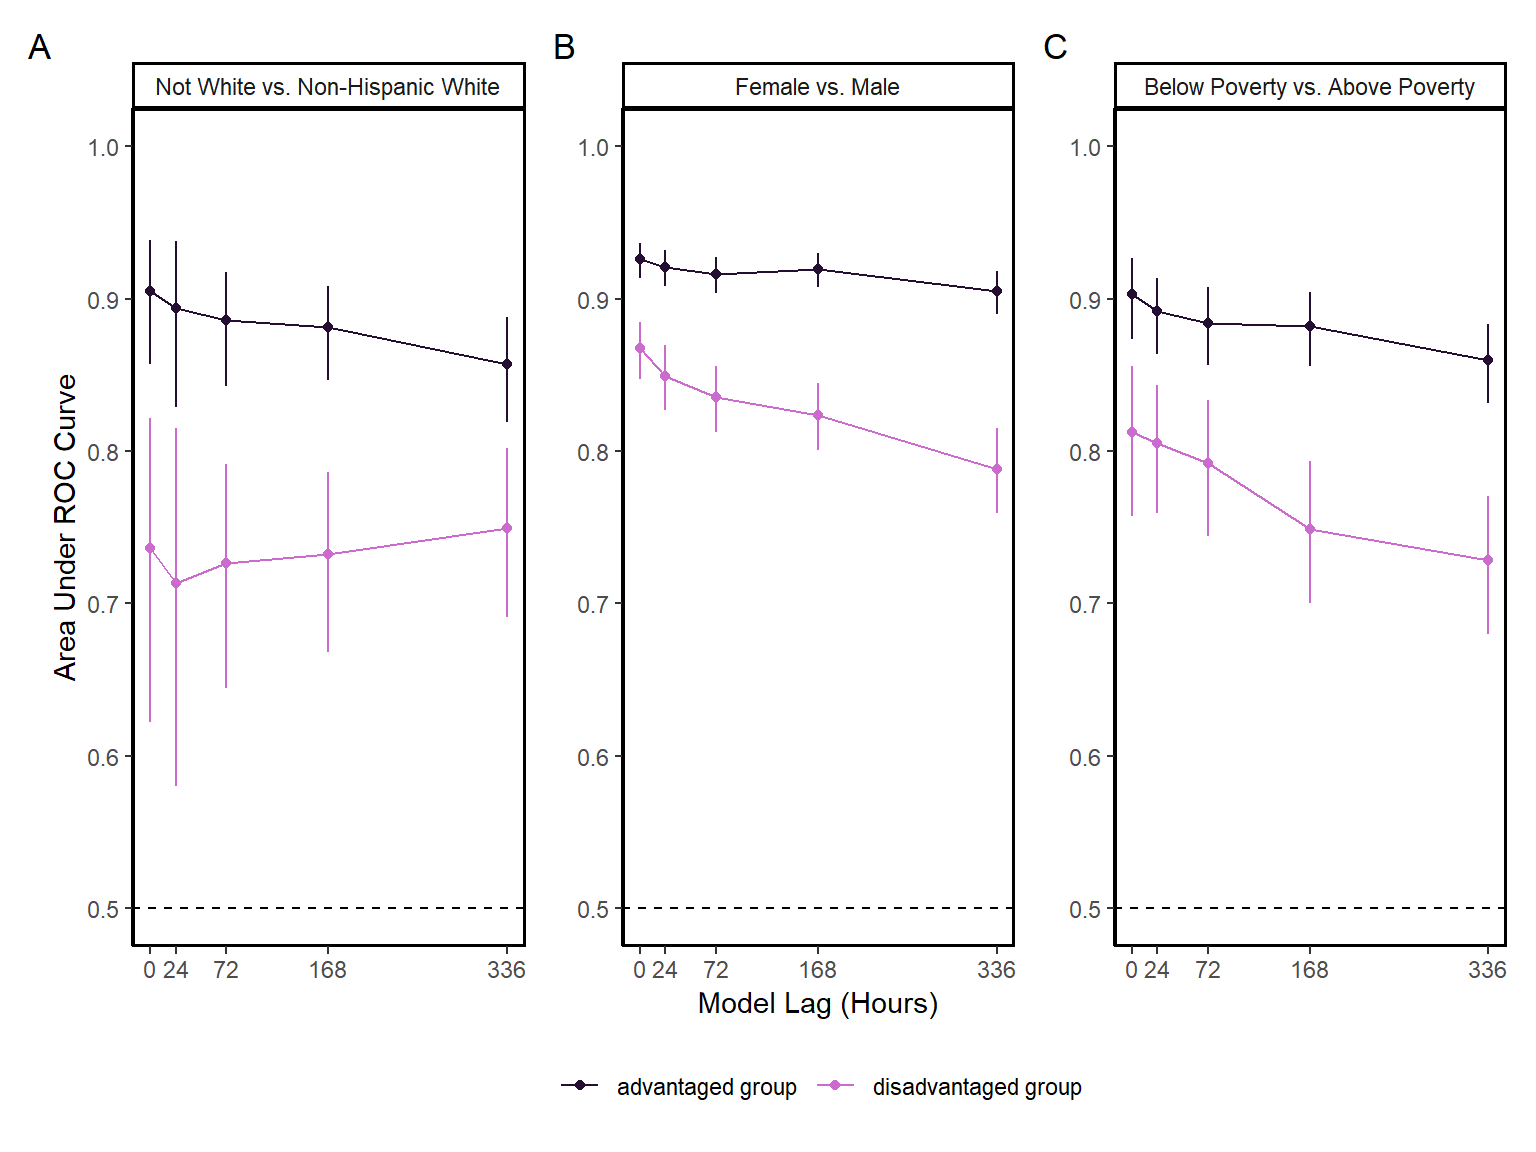 A
B
C
Not White vs. Non-Hispanic White
Female vs. Male
Below Poverty vs. Above Poverty
Area Under ROC Curve
1.0
0.9
0.8
0.7
0.6
0.5
0 24 72 168 336
1.0
0.9
0.8
0.7
0.6
0.5
0 24 72 168 336
1.0
0.9
0.8
0.7
0.6
0.5
0 24 72 168 336
Model Lag (Hours)
advantaged group
disadvantaged group